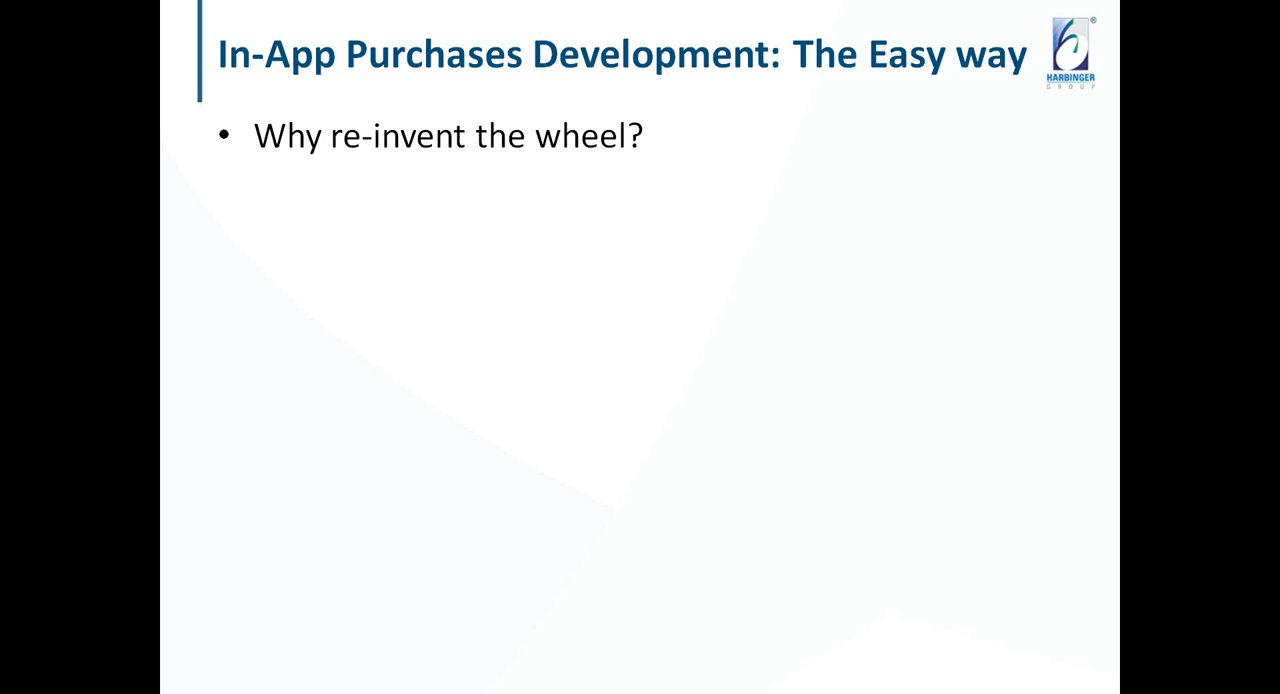 In-App Purchases Development: The Easy way
®
HARBINGER
GROUP
• Why re-invent the wheel?